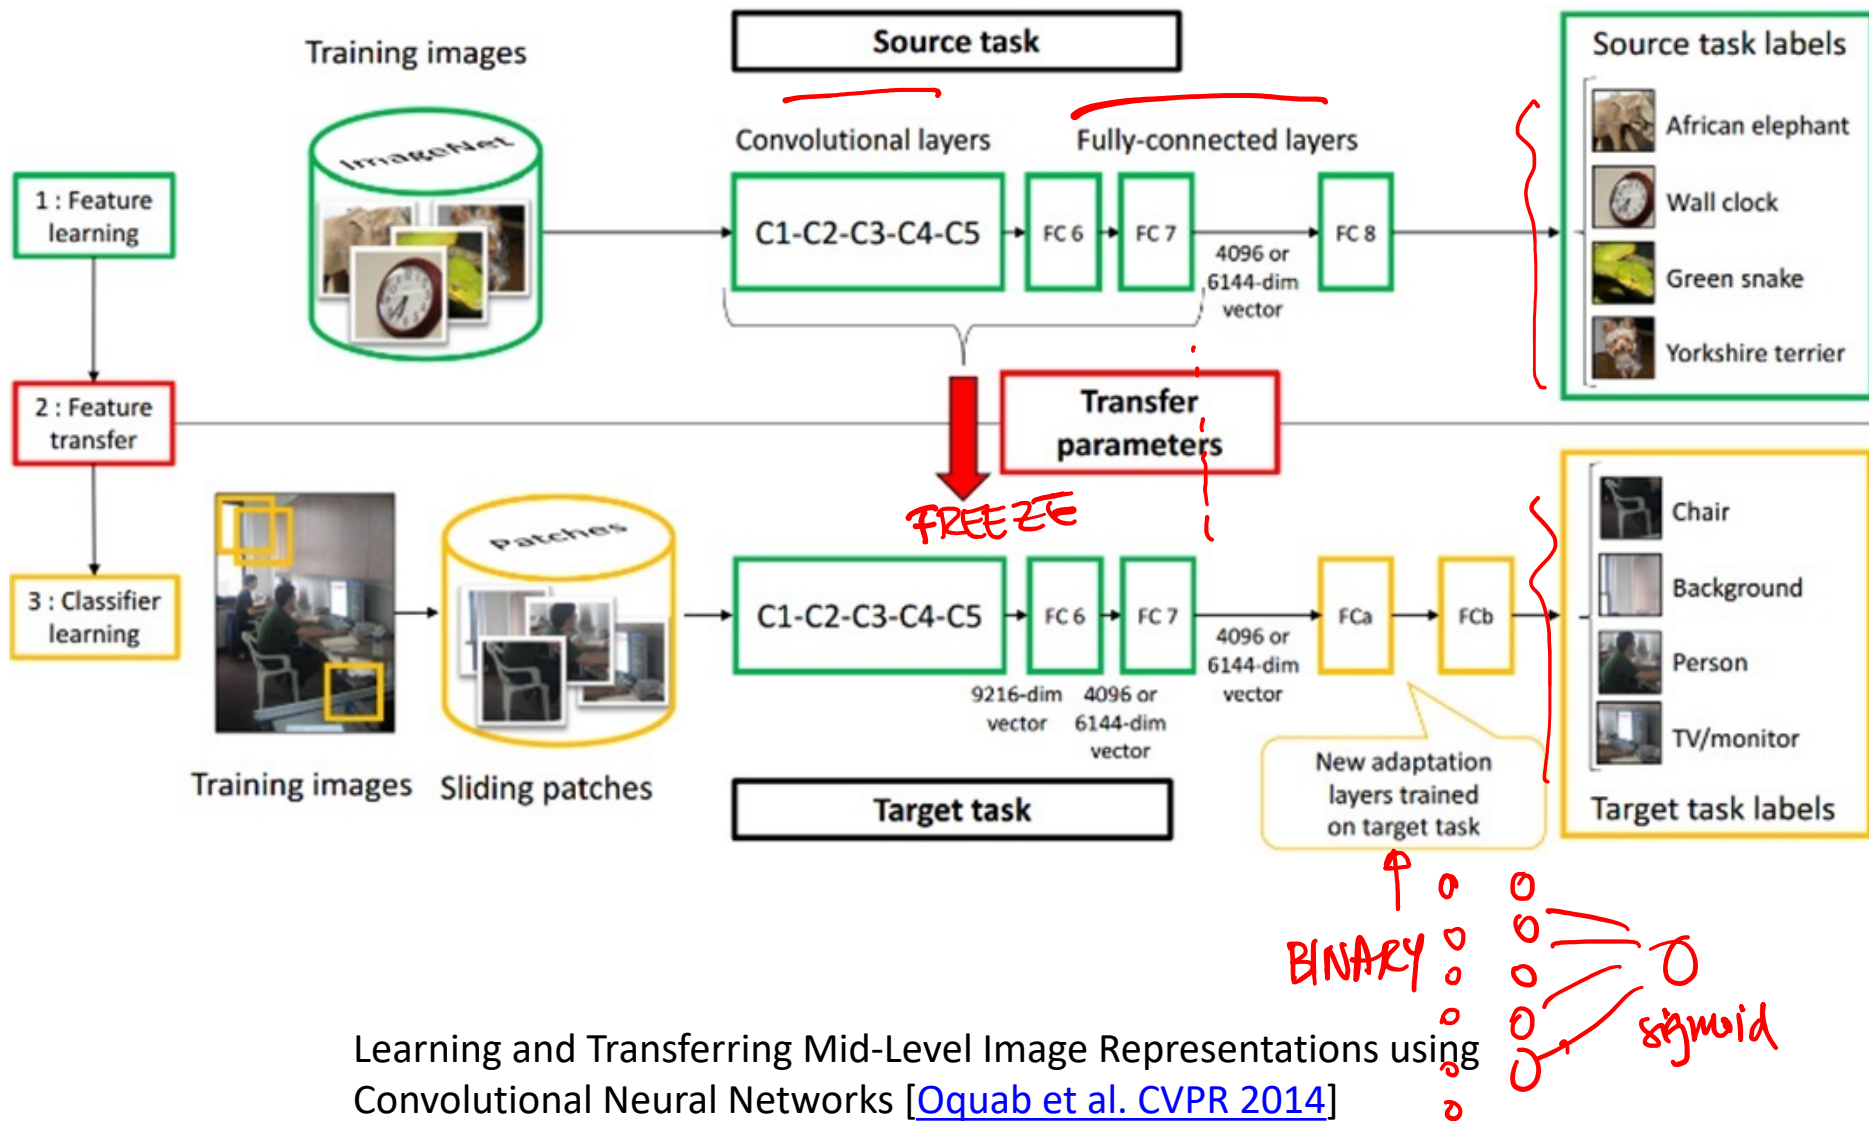 Training images
Source task
Source task labels
Convolutional layers
Fully-connected layers
ImageNet
African elephant
Wall clock
Green snake
Yorkshire terrier
1 : Feature
learning
C1-C2-C3-C4-C5
FC 6
FC 7
4096 or
6144-dim
vector
FC 8
2 : Feature
transfer
Transfer
parameters
FREEZE
3 : Classifier
learning
Patches
C1-C2-C3-C4-C5
FC 6
FC 7
4096 or
6144-dim
vector
FCa
FCb
9216-dim
vector
4096 or
6144-dim
vector
Chair
Background
Person
TV/monitor
Target task labels
Training images
Sliding patches
Target task
New adaptation
layers trained
on target task
BINARY
sigmoid
Learning and Transferring Mid-Level Image Representations using
Convolutional Neural Networks [Oquab et al. CVPR 2014]